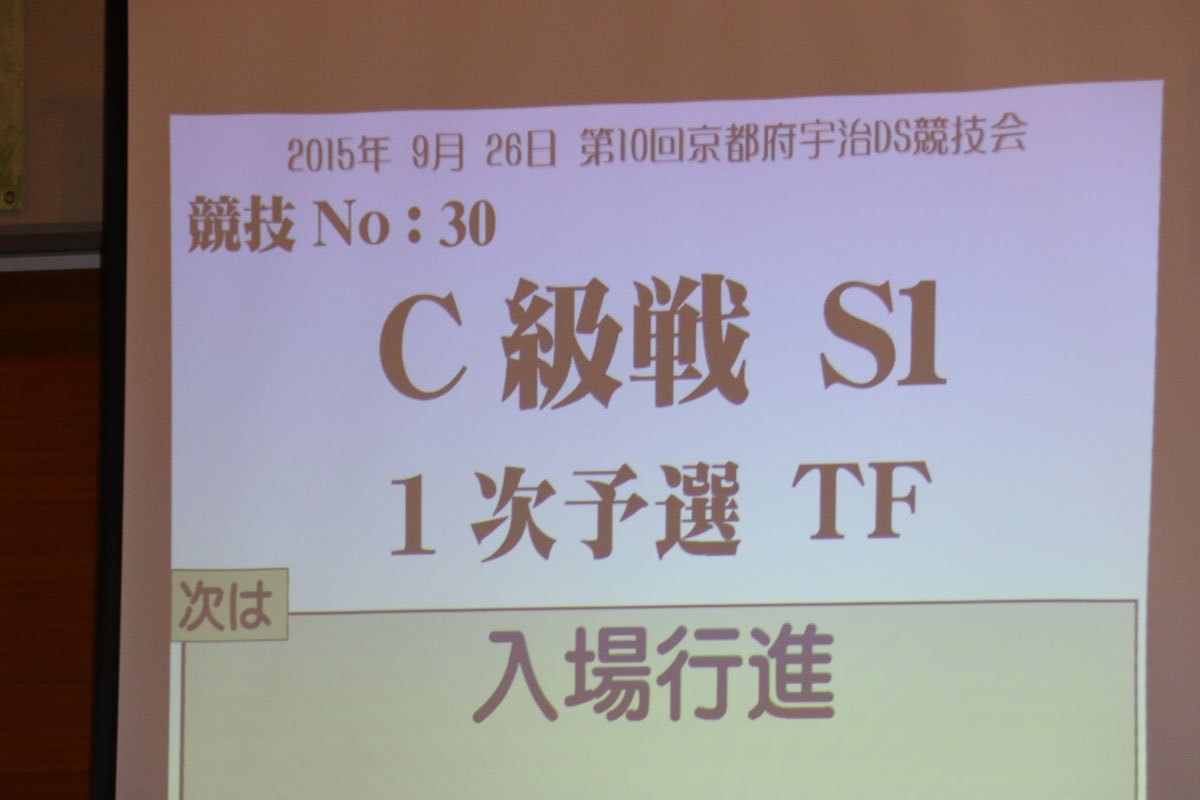 2015年 9月 26日 第10回京都府宇治DS競技会
競技 No：30
C 級戦 S1
1 次予選 TF
次は
入場行進